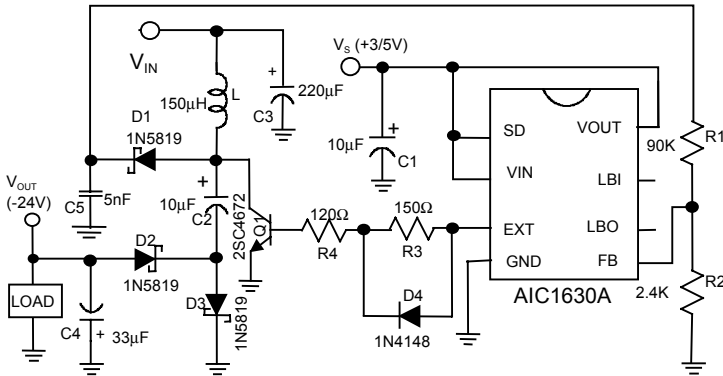 VIN
VS (+3/5V)
150µH
L
220µF
C3
D1
1N5819
10µF
C1
SD
VOUT
VIN
LBI
EXT
LBO
GND
FB
AIC1630A
R1
90K
R2
2.4K
VOUT
(-24V)
C5
5nF
10µF
C2
2SC4672
Q1
120Ω
R4
150Ω
R3
D4
1N4148
D2
1N5819
D3
1N5819
LOAD
C4
33µF
+
+
+
+